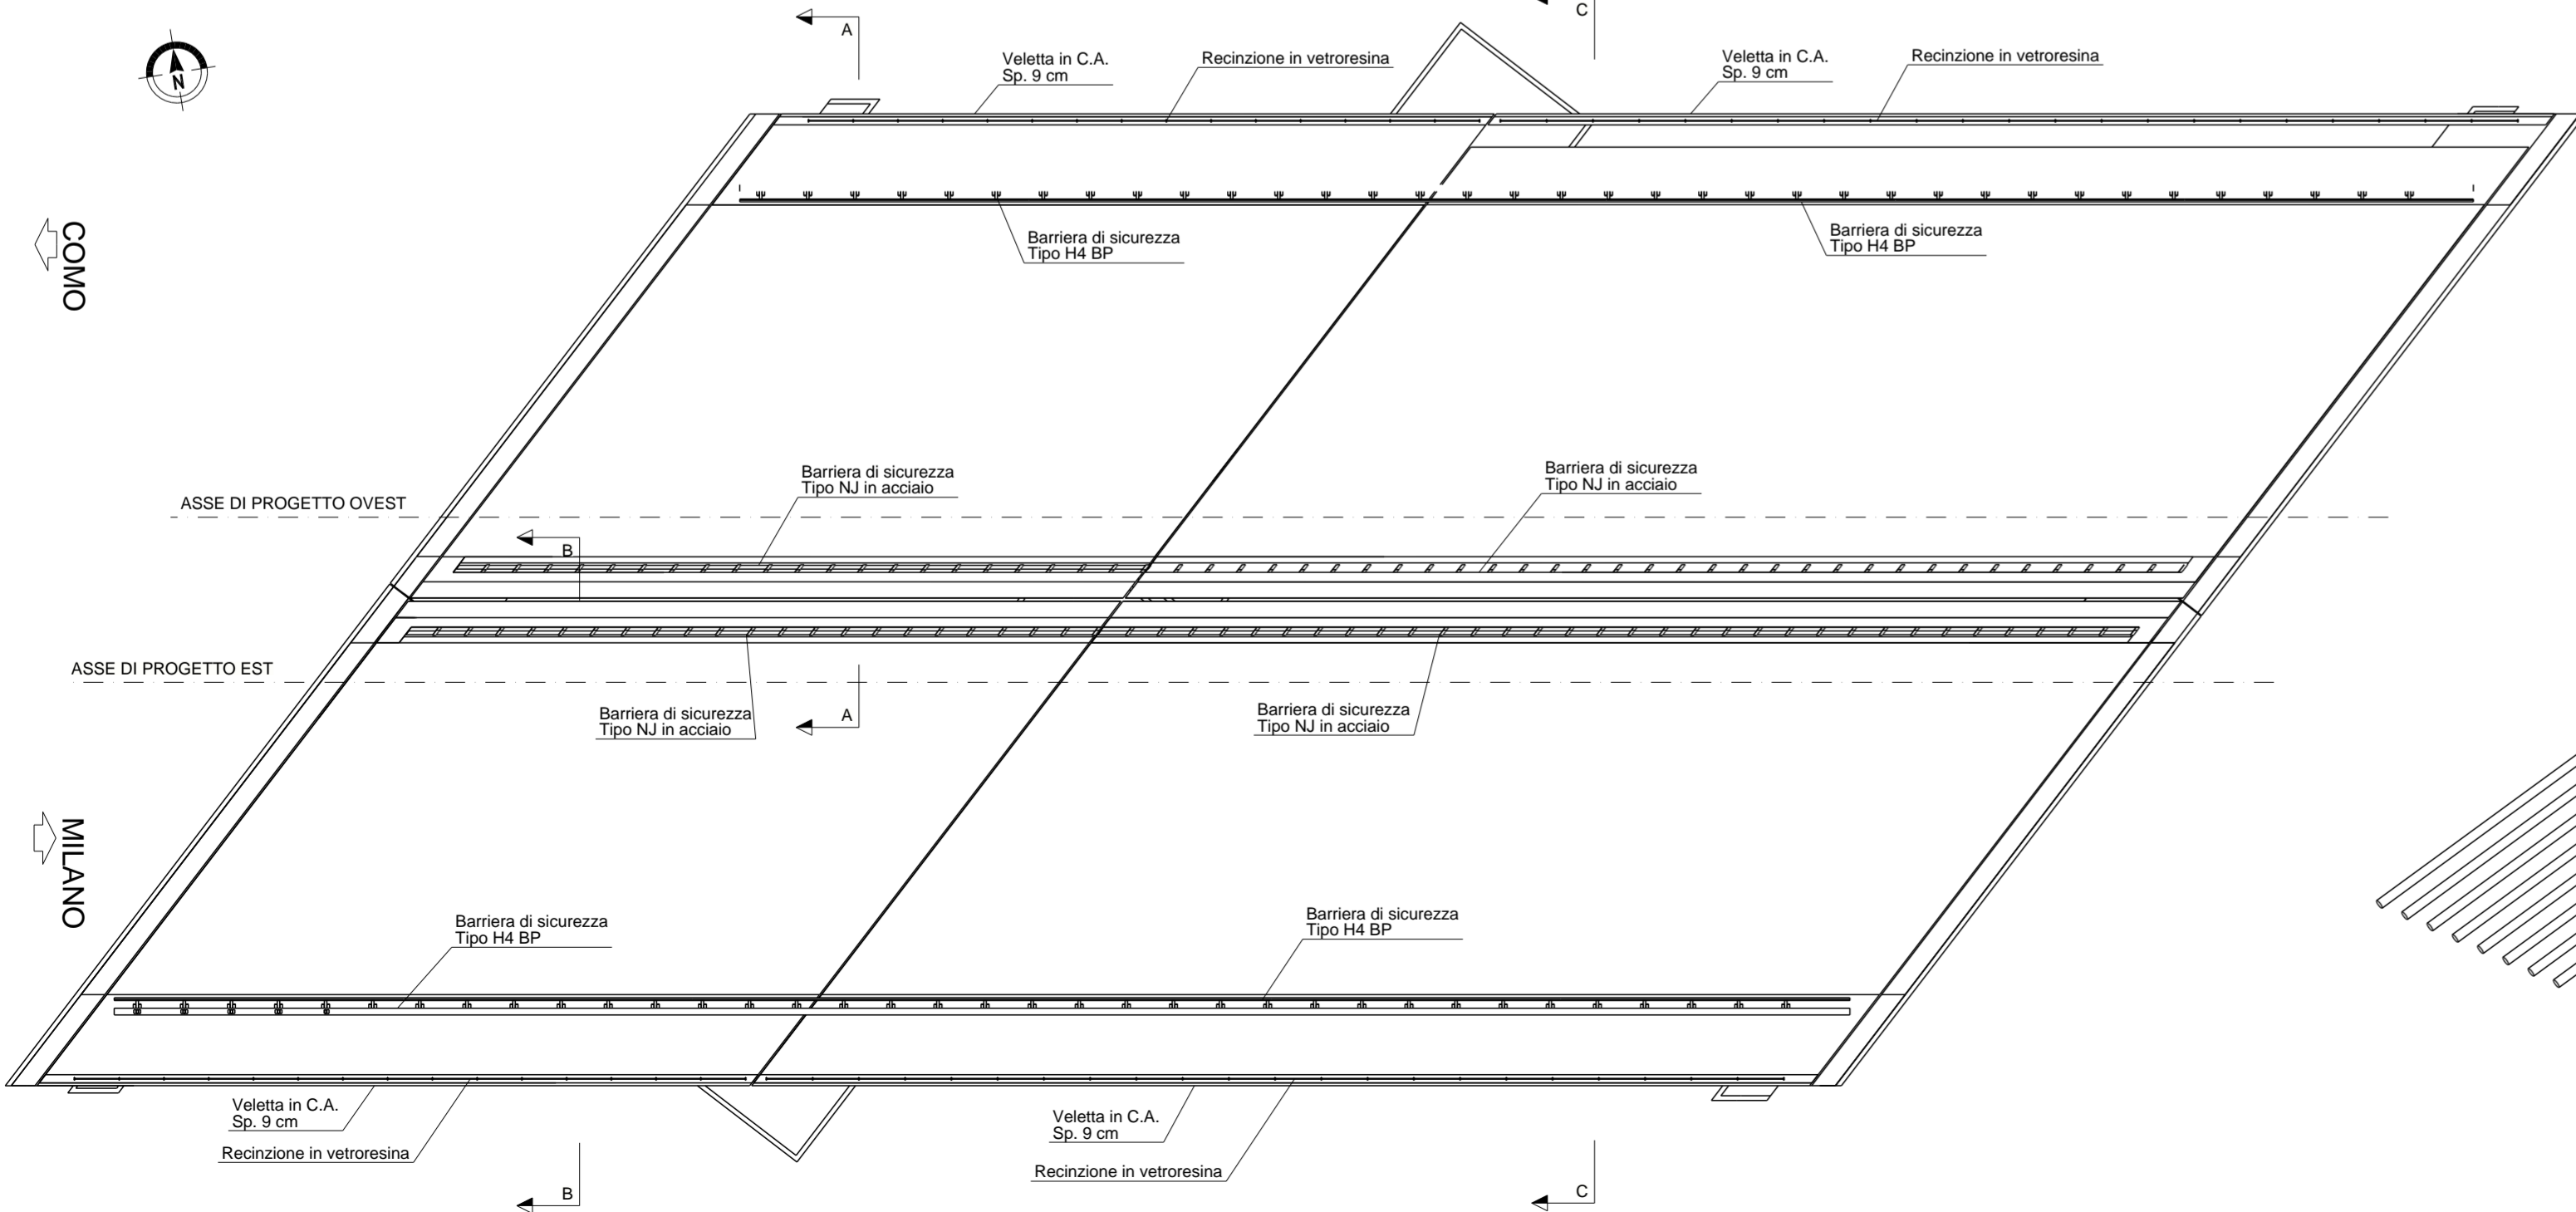 A
C
N
Veletta in C.A.
Sp. 9 cm
Recinzione in vetroresina
Veletta in C.A.
Sp. 9 cm
Recinzione in vetroresina
COMO
Barriera di sicurezza
Tipo H4 BP
Barriera di sicurezza
Tipo H4 BP
Barriera di sicurezza
Tipo NJ in acciaio
Barriera di sicurezza
Tipo NJ in acciaio
ASSE DI PROGETTO OVEST
B
ASSE DI PROGETTO EST
Barriera di sicurezza
Tipo NJ in acciaio
A
Barriera di sicurezza
Tipo NJ in acciaio
MILANO
Barriera di sicurezza
Tipo H4 BP
Barriera di sicurezza
Tipo H4 BP
Veletta in C.A.
Sp. 9 cm
Recinzione in vetroresina
Veletta in C.A.
Sp. 9 cm
Recinzione in vetroresina
B
C